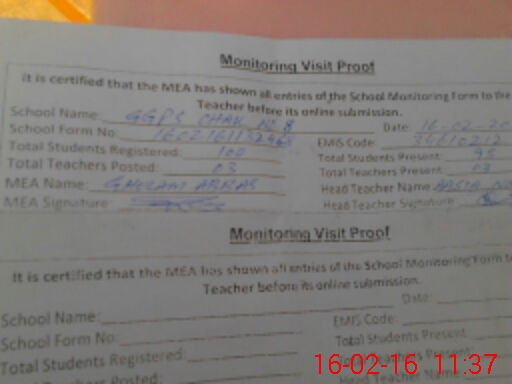 Monitoring Visit Proof
It is certified that the MEA has shown all entries of the School Monitoring Form to the
Teacher before its online submission.
School Name: GGPS CHAK NO 8 Date: 16-02-20
School Form No: EMIS Code:
Total Students Registered: 100 Total Students Present: 95
Total Teachers Posted: 03 Total Teachers Present: 03
MEA Name: GHULAM ABBAS Head Teacher Name:
MEA Signature Head Teacher Signature:
Monitoring Visit Proof
It is certified that the MEA has shown all entries of the School Monitoring Form to
Teacher before its online submission.
School Name: Date:
School Form No: EMIS Code:
Total Students Registered: Total Students Present:
Teachers Posted: Present:
Head Teacher Name
16-02-16 11:37